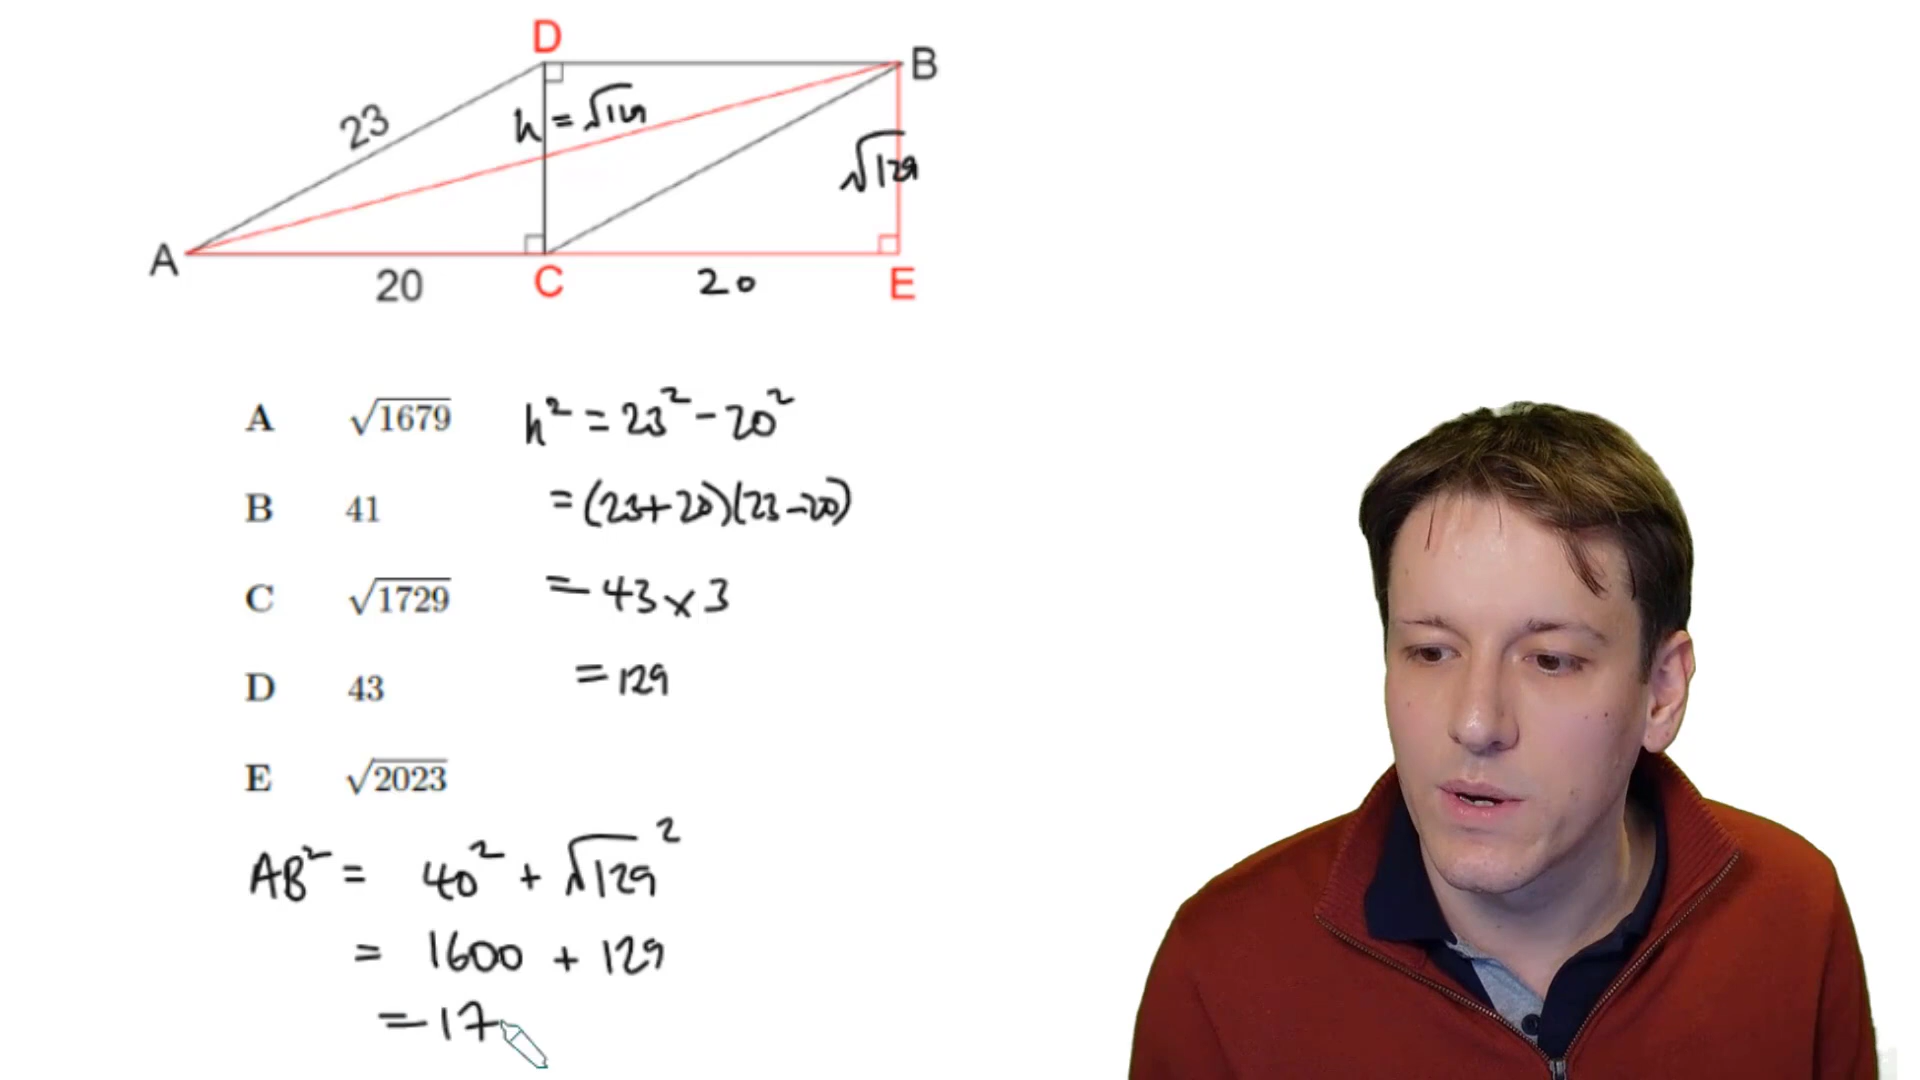 D
B
23
h = √129
√129
A
20
C
20
E
A √1679
h² = 23² - 20²
B 41
= (23+20)(23-20)
C √1729
= 43 × 3
D 43
= 129
E √2023
AB² = 40² + √129²
= 1600 + 129
= 17